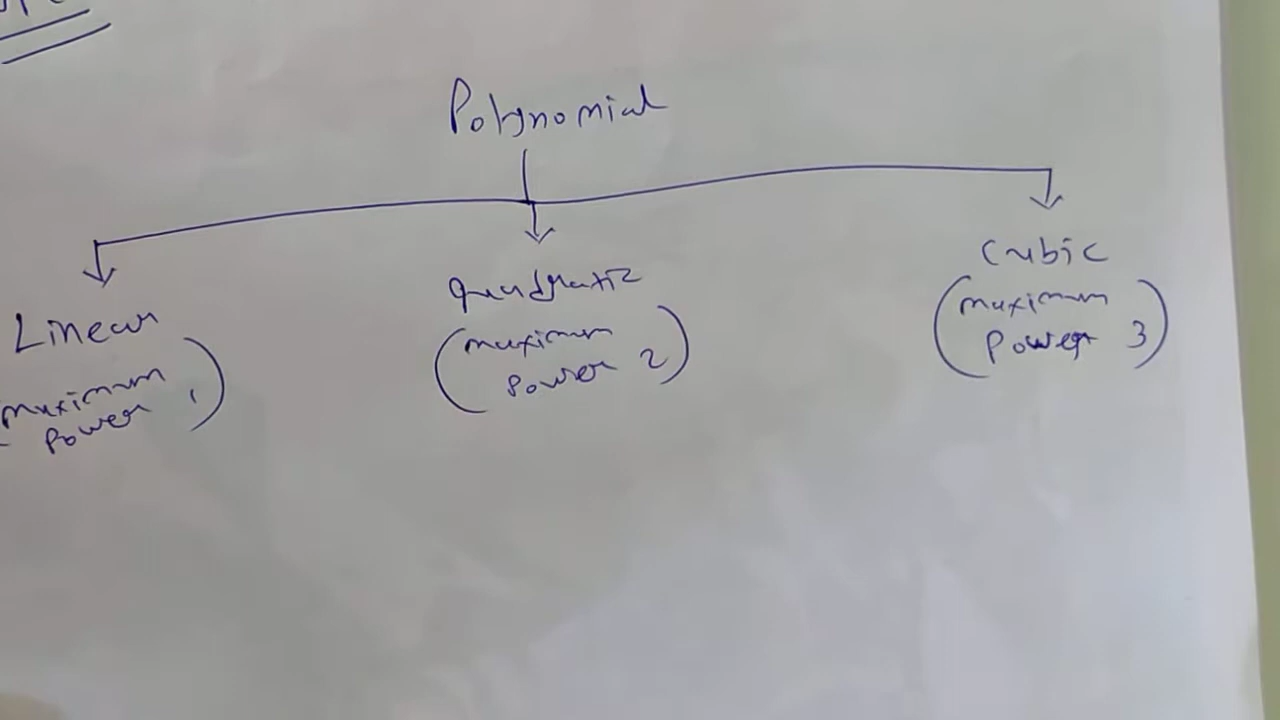 Polynomial
Linear
(maximum
Power 1)
quadratic
(maximum
Power 2)
Cubic
(maximum
Power 3)